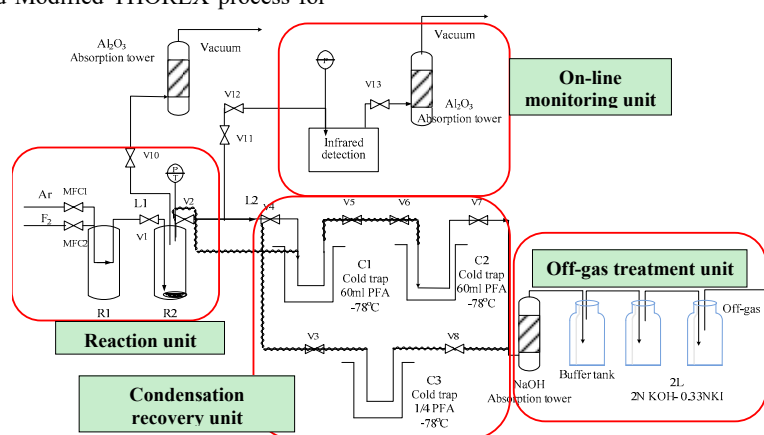 d Modified THOREX process for
Al₂O₃
Absorption tower
Vacuum
Vacuum
On-line
monitoring unit
P
V13
V12
Al₂O₃
Absorption tower
V11
Infrared
detection
V10
P
T
Ar
MFC1
L1
V2
L2
V4
V5
V6
V7
F₂
MFC2
V1
C1
Cold trap
60ml PFA
-78°C
C2
Cold trap
60ml PFA
-78°C
Off-gas treatment unit
Off-gas
R1
R2
Reaction unit
V3
V8
Buffer tank
2L
2N KOH-0.33NKI
NaOH
Absorption tower
Condensation
recovery unit
C3
Cold trap
1/4 PFA
-78°C